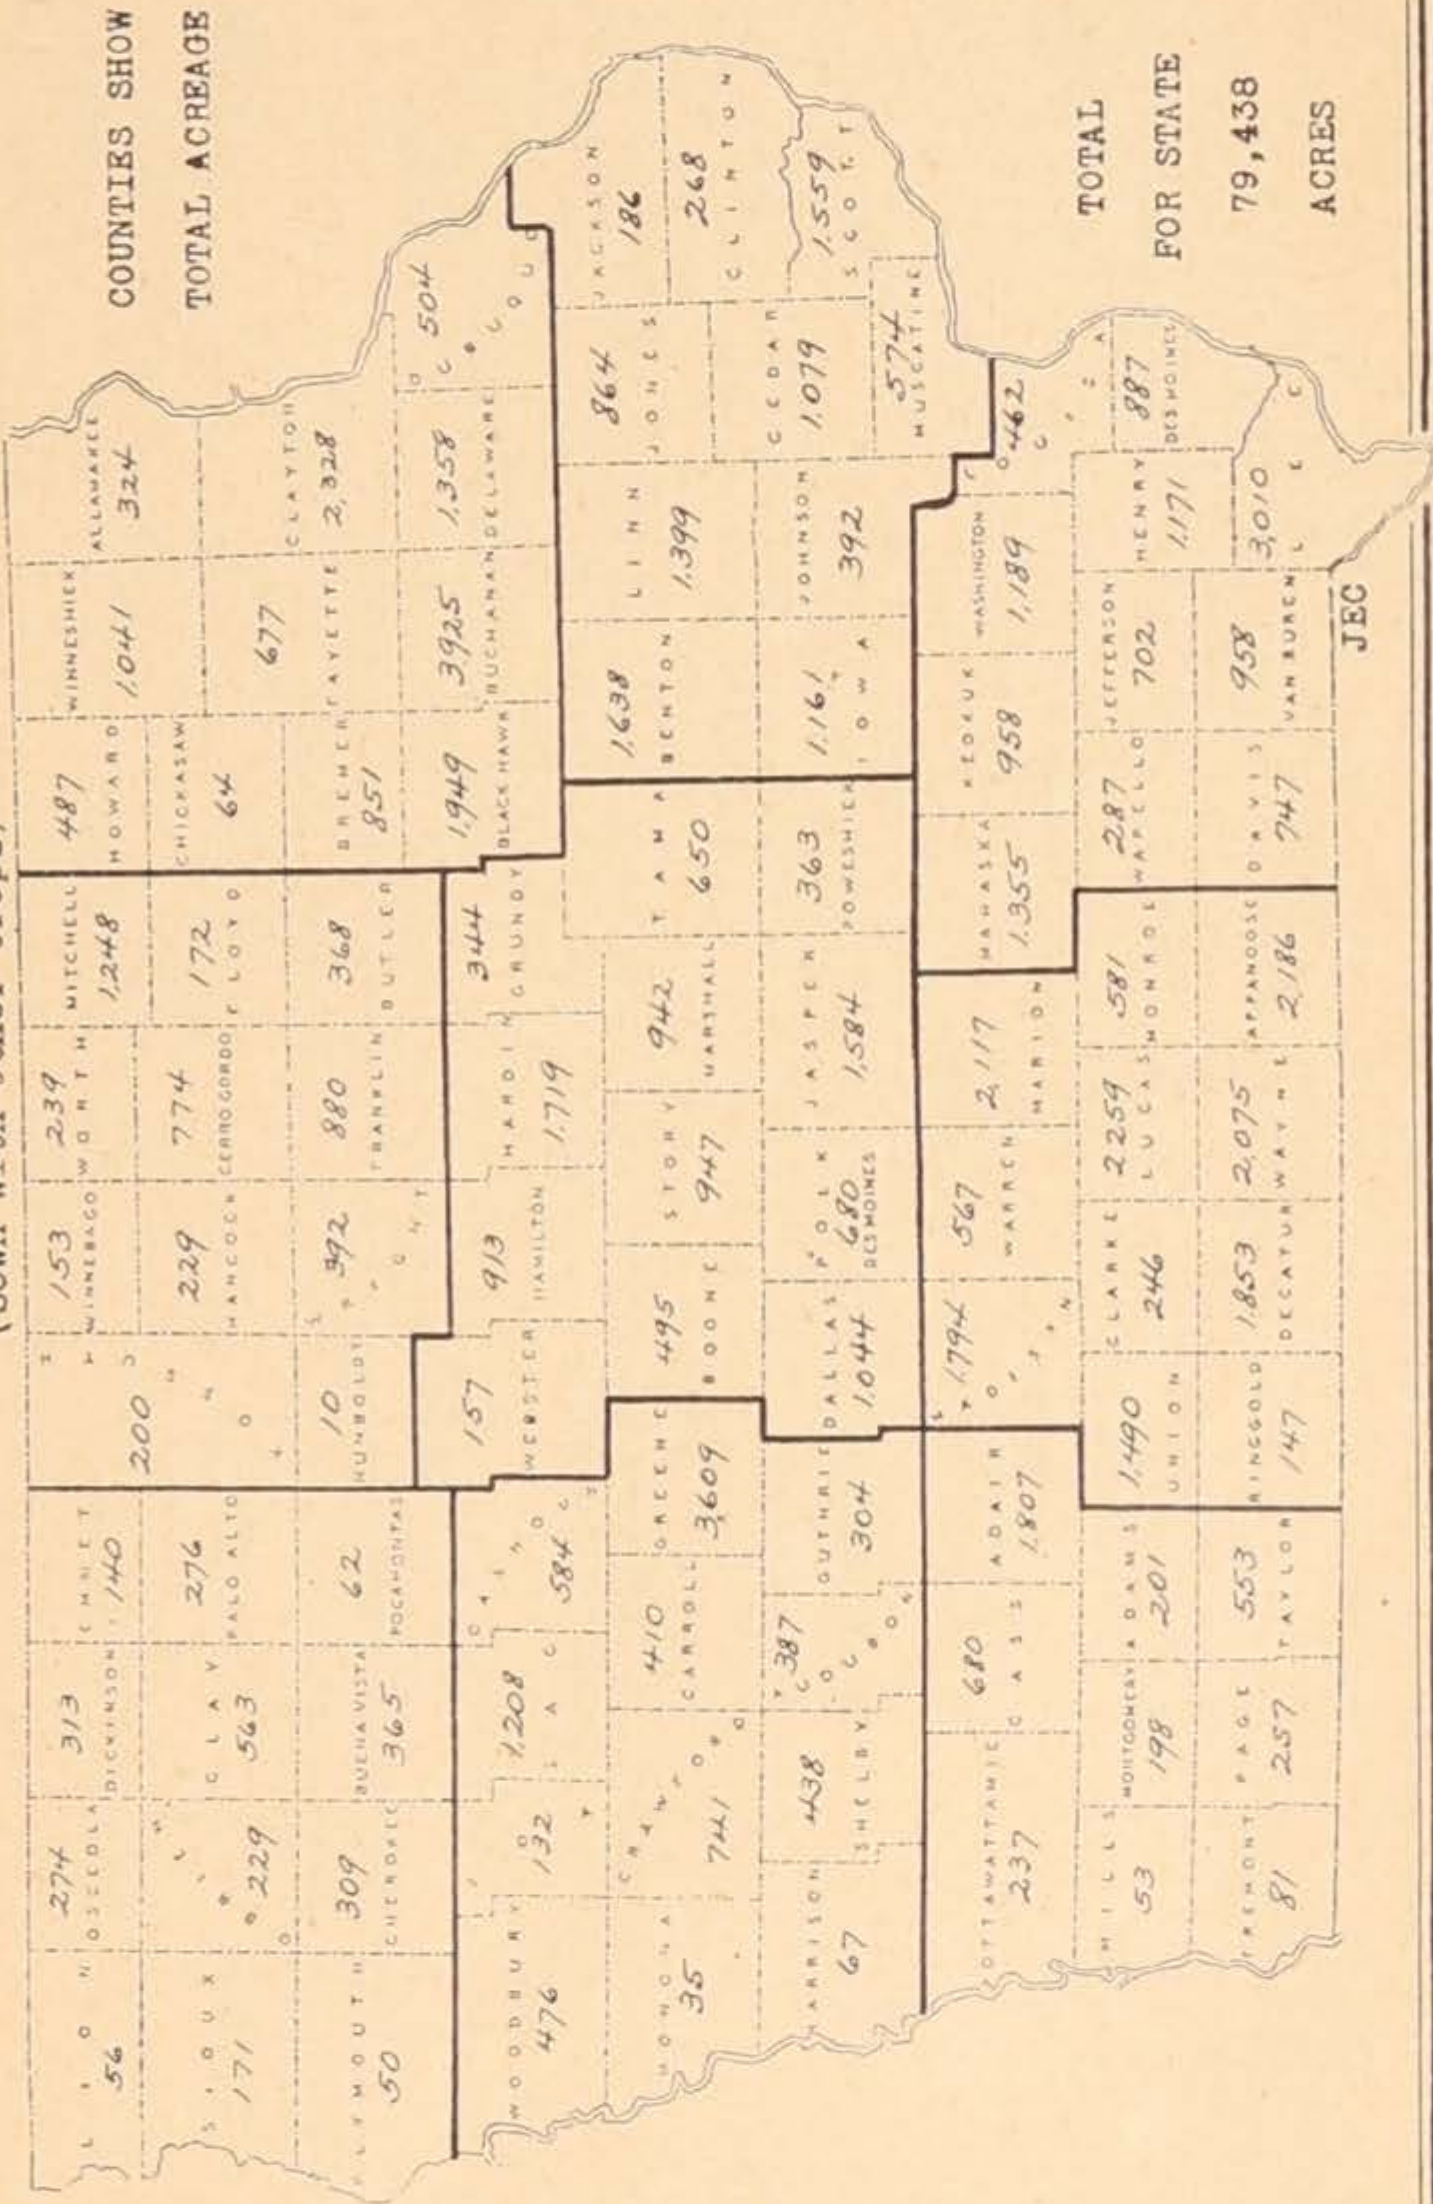 (Sown with other crops)
COUNTIES SHOW
TOTAL ACREAGE
LYON
56
OSCEOLA
274
DICKINSON
313
EMMET
140
WINNEBAGO
153
WORTH
239
MITCHELL
1,248
HOWARD
487
WINNESHIEK
1,041
ALLAMAKEE
324
SIOUX
171
O'BRIEN
229
CLAY
563
PALO ALTO
276
KOSSUTH
200
HANCOCK
229
CERRO GORDO
774
FLOYD
172
CHICKASAW
64
PLYMOUTH
50
CHEROKEE
309
BUENA VISTA
365
POCAHONTAS
62
HUMBOLDT
10
WRIGHT
392
FRANKLIN
880
BUTLER
368
BREMER
851
FAYETTE
677
CLAYTON
2,328
WOODBURY
476
IDA
132
SAC
1,208
CALHOUN
584
WEBSTER
157
HAMILTON
913
HARDIN
1,719
GRUNDY
344
BLACK HAWK
1,949
BUCHANAN
3,925
DELAWARE
1,358
DUBUQUE
504
MONONA
35
CRAWFORD
741
CARROLL
410
GREENE
3,609
BOONE
495
STORY
947
MARSHALL
942
TAMA
650
BENTON
1,638
LINN
1,399
JONES
864
JACKSON
186
CLINTON
268
HARRISON
67
SHELBY
438
AUDUBON
387
GUTHRIE
304
DALLAS
1,044
POLK
680
DES MOINES
JASPER
1,584
POWESHIEK
363
IOWA
1,161
JOHNSON
392
CEDAR
1,079
SCOTT
1,559
MUSCATINE
574
POTTAWATTAMIE
237
CASS
680
ADAIR
1,807
MADISON
1,794
WARREN
567
MARION
2,117
MAHASKA
1,355
KEOKUK
958
WASHINGTON
1,189
LOUISA
462
MILLS
53
MONTGOMERY
198
ADAMS
201
UNION
1,490
CLARKE
246
LUCAS
2,259
MONROE
581
WAPELLO
287
JEFFERSON
702
HENRY
1,171
DES MOINES
887
FREMONT
81
PAGE
257
TAYLOR
553
RINGGOLD
147
DECATUR
1,853
WAYNE
2,075
APPANOOSE
2,186
DAVIS
747
VAN BUREN
958
LEE
3,010
TOTAL
FOR STATE
79,438
ACRES
JEC